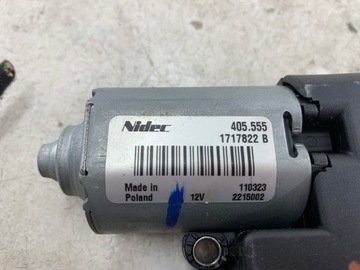 Nidec 405.555
1717822 B
Made in 110323
Poland 12V 2215002